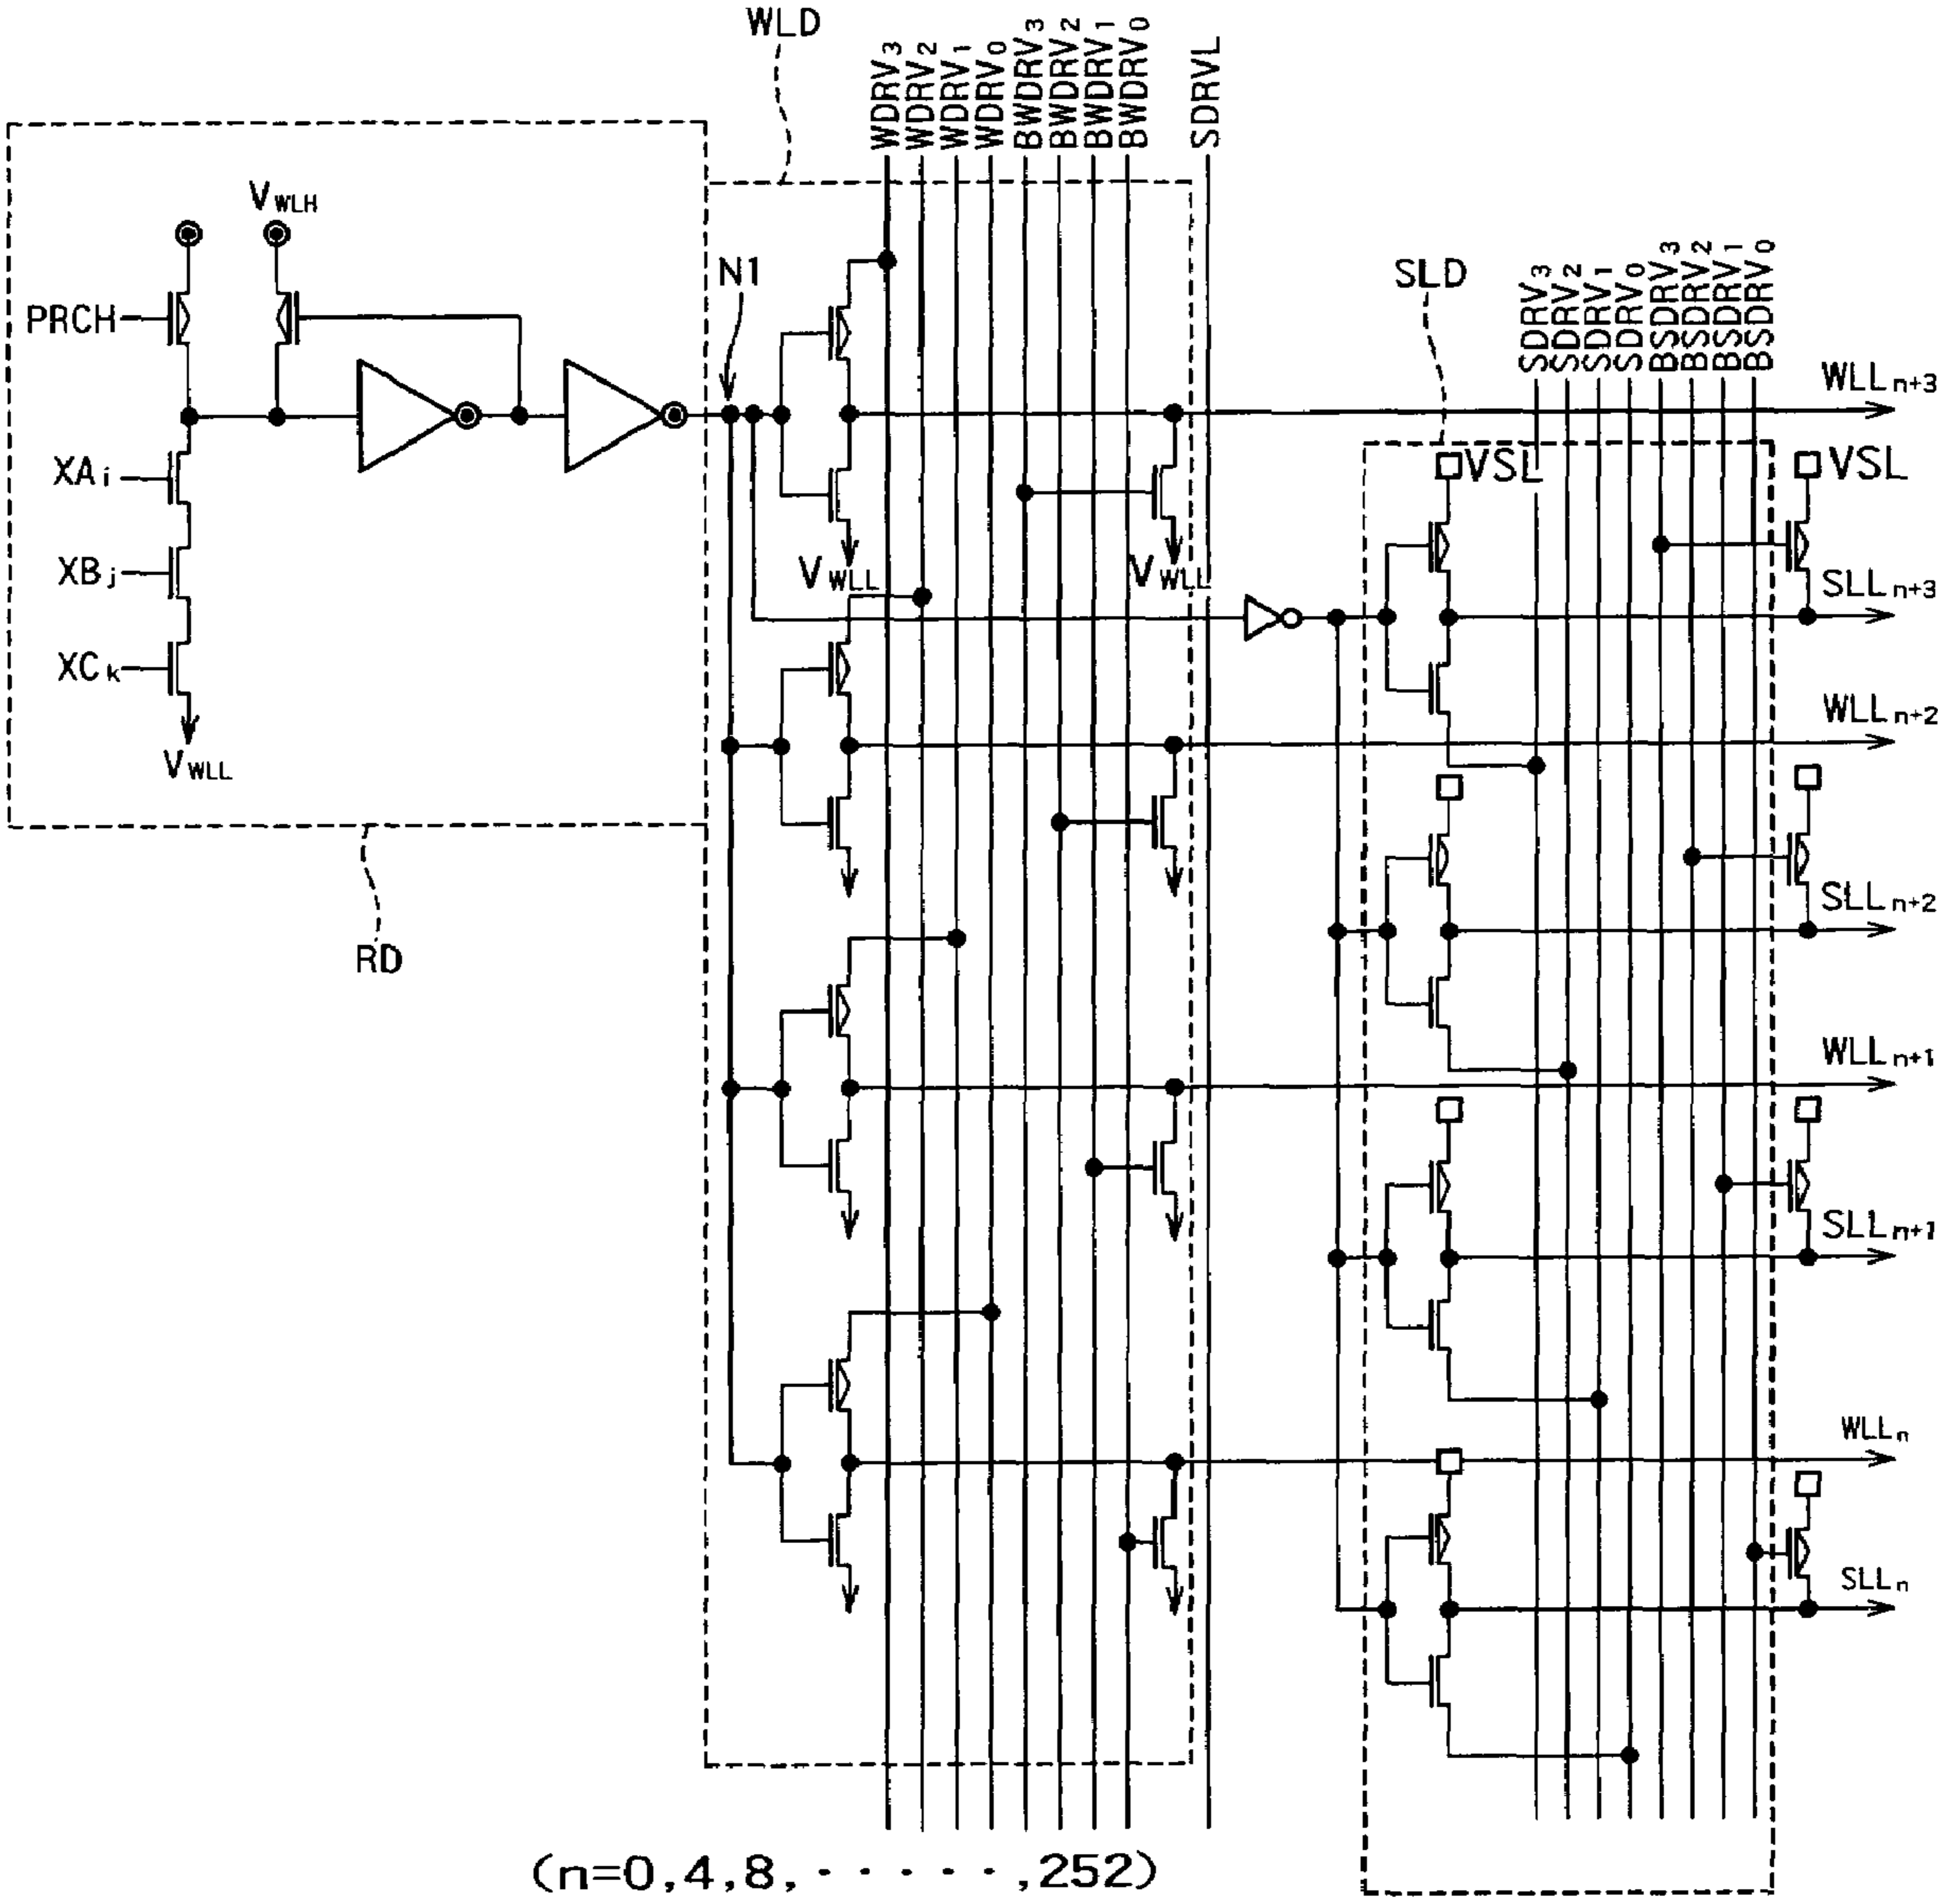 WLD
WDRV3
WDRV2
WDRV1
WDRV0
BWDRV3
BWDRV2
BWDRV1
BWDRV0
SDRVL
VWLH
PRCH
N1
SLD
SDRV3
SDRV2
SDRV1
SDRV0
BSDRV3
BSDRV2
BSDRV1
BSDRV0
WLLn+3
XAi
VSL
VSL
XBj
VWLL
VWLL
SLLn+3
XCk
VWLL
WLLn+2
SLLn+2
RD
WLLn+1
SLLn+1
WLLn
SLLn
(n=0,4,8, · · · · · ,252)